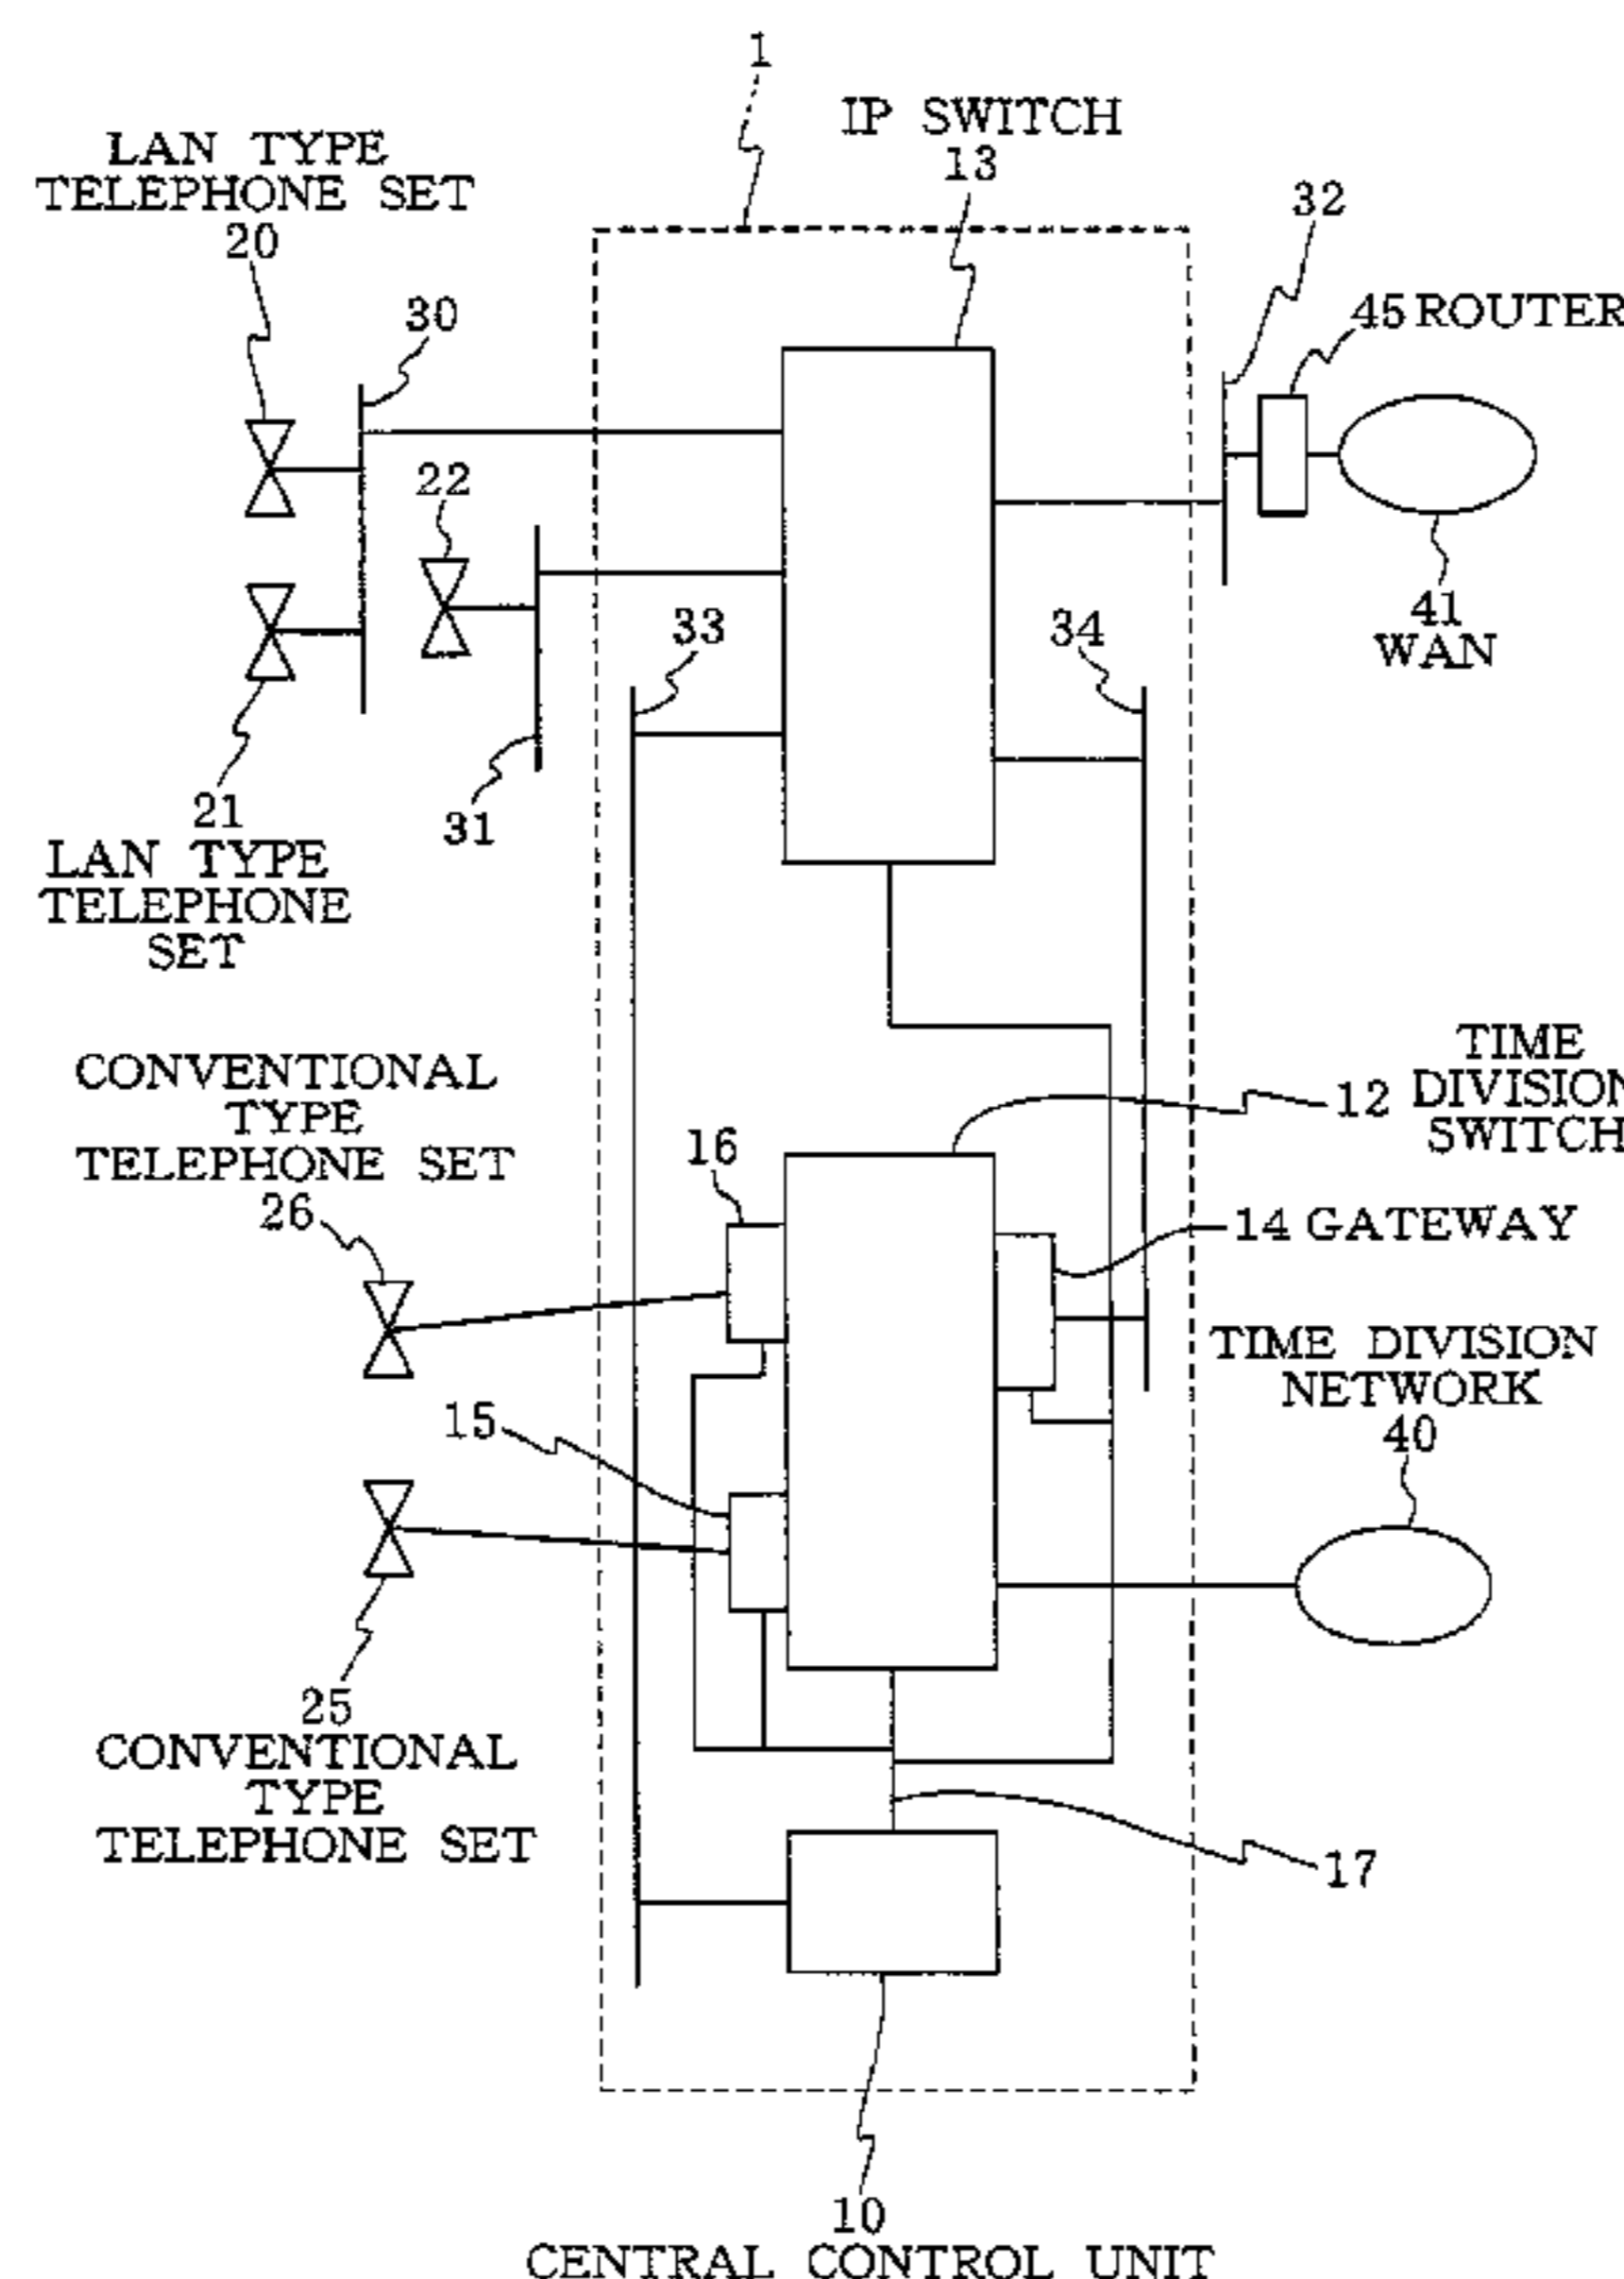 1
IP SWITCH
13
LAN TYPE
TELEPHONE SET
20
32
30
45 ROUTER
22
41
WAN
33
34
21
LAN TYPE
TELEPHONE
SET
31
TIME
DIVISION
SWITCH
12
CONVENTIONAL
TYPE
TELEPHONE SET
26
16
14 GATEWAY
TIME DIVISION
NETWORK
40
15
25
CONVENTIONAL
TYPE
TELEPHONE SET
17
10
CENTRAL CONTROL UNIT